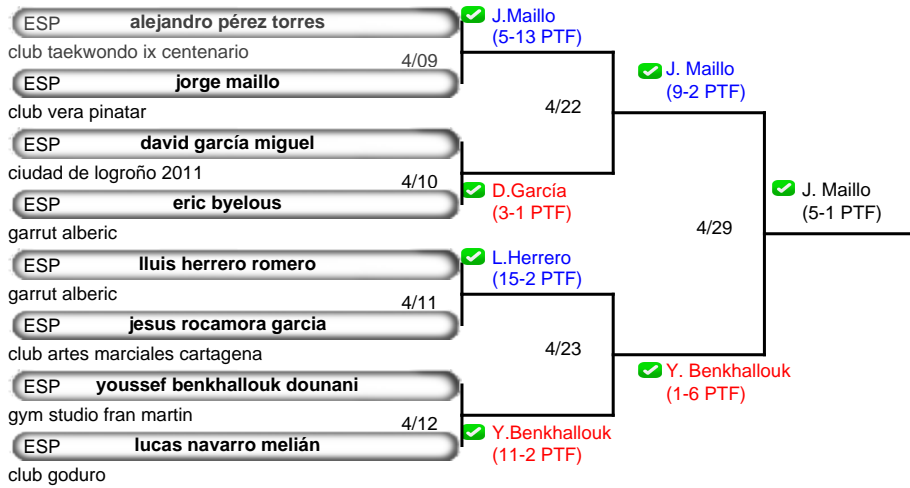 ESP alejandro pérez torres
club taekwondo ix centenario
4/09
ESP jorge maillo
club vera pinatar
ESP david garcía miguel
ciudad de logroño 2011
4/10
ESP eric byelous
garrut alberic
ESP lluis herrero romero
garrut alberic
4/11
ESP jesus rocamora garcia
club artes marciales cartagena
ESP youssef benkhallouk dounani
gym studio fran martin
4/12
ESP lucas navarro melián
club goduro
J.Maillo
(5-13 PTF)
4/22
D.García
(3-1 PTF)
L.Herrero
(15-2 PTF)
4/23
Y.Benkhallouk
(11-2 PTF)
J. Maillo
(9-2 PTF)
4/29
Y. Benkhallouk
(1-6 PTF)
J. Maillo
(5-1 PTF)